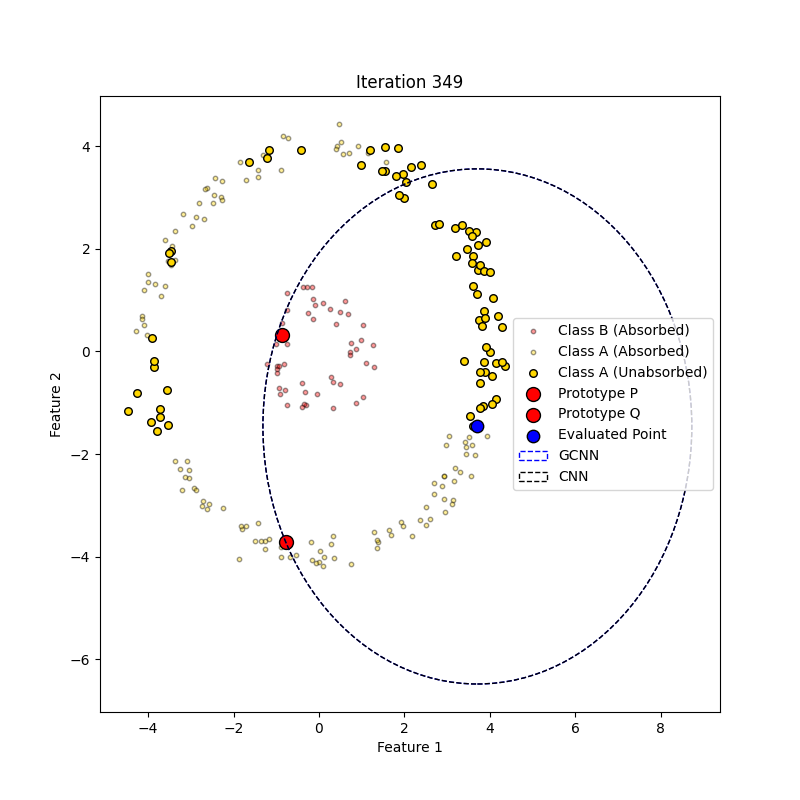 Iteration 349
Feature 2
4
2
0
−2
−4
−6
Class B (Absorbed)
Class A (Absorbed)
Class A (Unabsorbed)
Prototype P
Prototype Q
Evaluated Point
GCNN
CNN
−4 −2 0 2 4 6 8
Feature 1